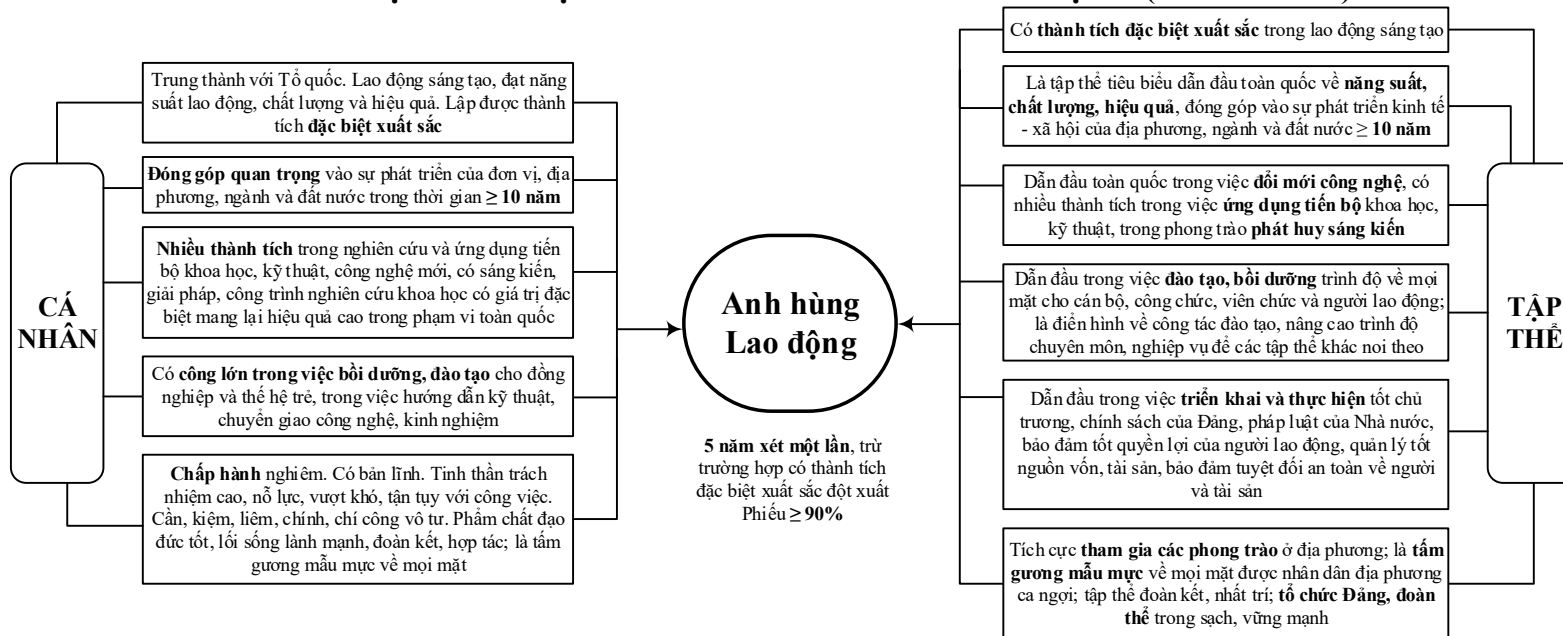 Có thành tích đặc biệt xuất sắc trong lao động sáng tạo
Trung thành với Tổ quốc. Lao động sáng tạo, đạt năng
suất lao động, chất lượng và hiệu quả. Lập được thành
tích đặc biệt xuất sắc
Đóng góp quan trọng vào sự phát triển của đơn vị, địa
phương, ngành và đất nước trong thời gian ≥ 10 năm
Nhiều thành tích trong nghiên cứu và ứng dụng tiến
bộ khoa học, kỹ thuật, công nghệ mới, có sáng kiến,
giải pháp, công trình nghiên cứu khoa học có giá trị đặc
biệt mang lại hiệu quả cao trong phạm vi toàn quốc
Có công lớn trong việc bồi dưỡng, đào tạo cho đồng
nghiệp và thế hệ trẻ, trong việc hướng dẫn kỹ thuật,
chuyển giao công nghệ, kinh nghiệm
Chấp hành nghiêm. Có bản lĩnh. Tinh thần trách
nhiệm cao, nỗ lực, vượt khó, tận tụy với công việc.
Cần, kiệm, liêm, chính, chí công vô tư. Phẩm chất đạo
đức tốt, lối sống lành mạnh, đoàn kết, hợp tác; là tấm
gương mẫu mực về mọi mặt
CÁ
NHÂN
Anh hùng
Lao động
5 năm xét một lần, trừ
trường hợp có thành tích
đặc biệt xuất sắc đột xuất
Phiếu ≥ 90%
Là tập thể tiêu biểu dẫn đầu toàn quốc về năng suất,
chất lượng, hiệu quả, đóng góp vào sự phát triển kinh tế
- xã hội của địa phương, ngành và đất nước ≥ 10 năm
Dẫn đầu toàn quốc trong việc đổi mới công nghệ, có
nhiều thành tích trong việc ứng dụng tiến bộ khoa học,
kỹ thuật, trong phong trào phát huy sáng kiến
Dẫn đầu trong việc đào tạo, bồi dưỡng trình độ về mọi
mặt cho cán bộ, công chức, viên chức và người lao động;
là điển hình về công tác đào tạo, nâng cao trình độ
chuyên môn, nghiệp vụ để các tập thể khác noi theo
Dẫn đầu trong việc triển khai và thực hiện tốt chủ
trương, chính sách của Đảng, pháp luật của Nhà nước,
bảo đảm tốt quyền lợi của người lao động, quản lý tốt
nguồn vốn, tài sản, bảo đảm tuyệt đối an toàn về người
và tài sản
Tích cực tham gia các phong trào ở địa phương; là tấm
gương mẫu mực về mọi mặt được nhân dân địa phương
ca ngợi; tập thể đoàn kết, nhất trí; tổ chức Đảng, đoàn
thể trong sạch, vững mạnh
TẬP
THỂ